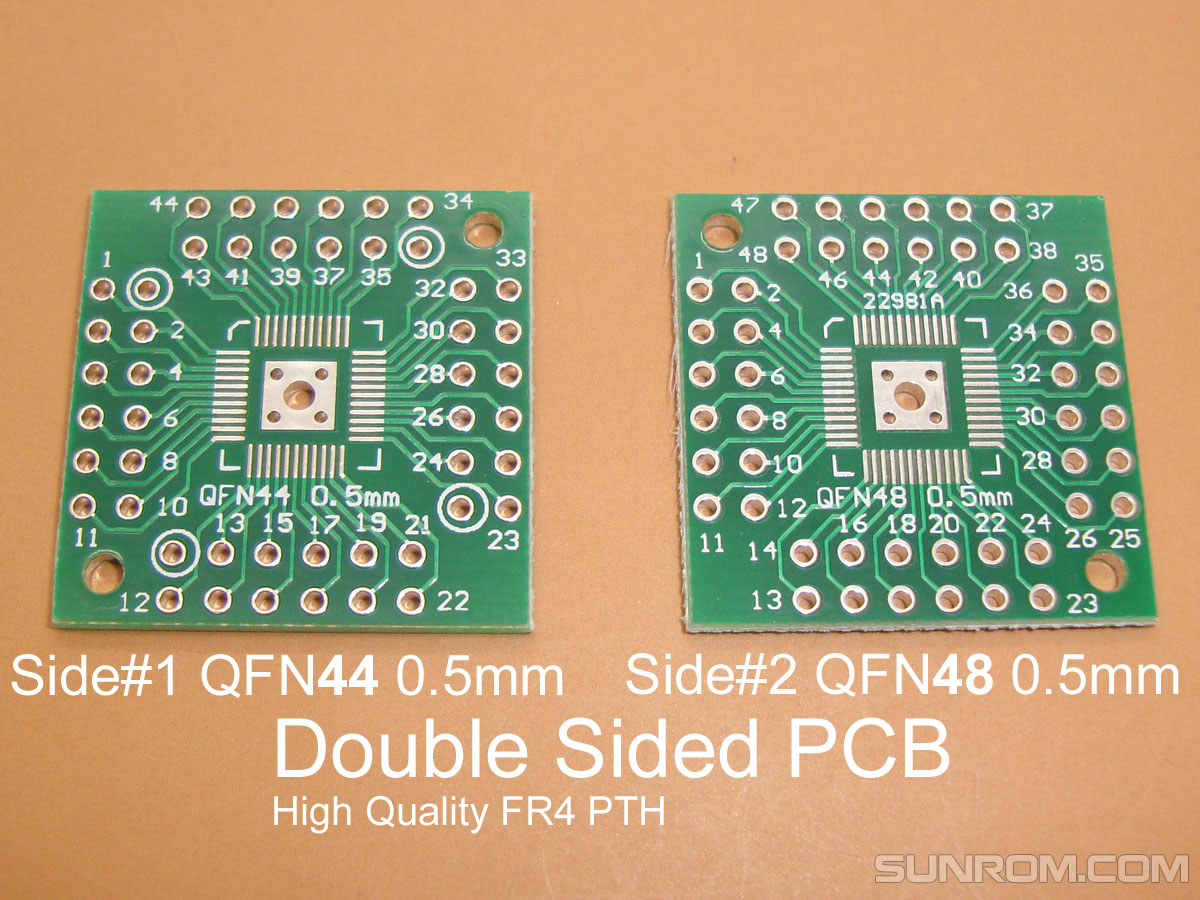 44 34
43 41 39 37 35
1 33
32
2 30
4 28
6 26
8 24
QFN44 0.5mm
10
11 13 15 17 19 21 23
12 22
47 37
48 38
46 44 42 40
1 35
22981A
2 36
4 34
6 32
8 30
10 28
12 QFN48 0.5mm
11 14 16 18 20 22 24 26 25
13 23
Side#1 QFN44 0.5mm
Side#2 QFN48 0.5mm
Double Sided PCB
High Quality FR4 PTH
SUNROM.COM